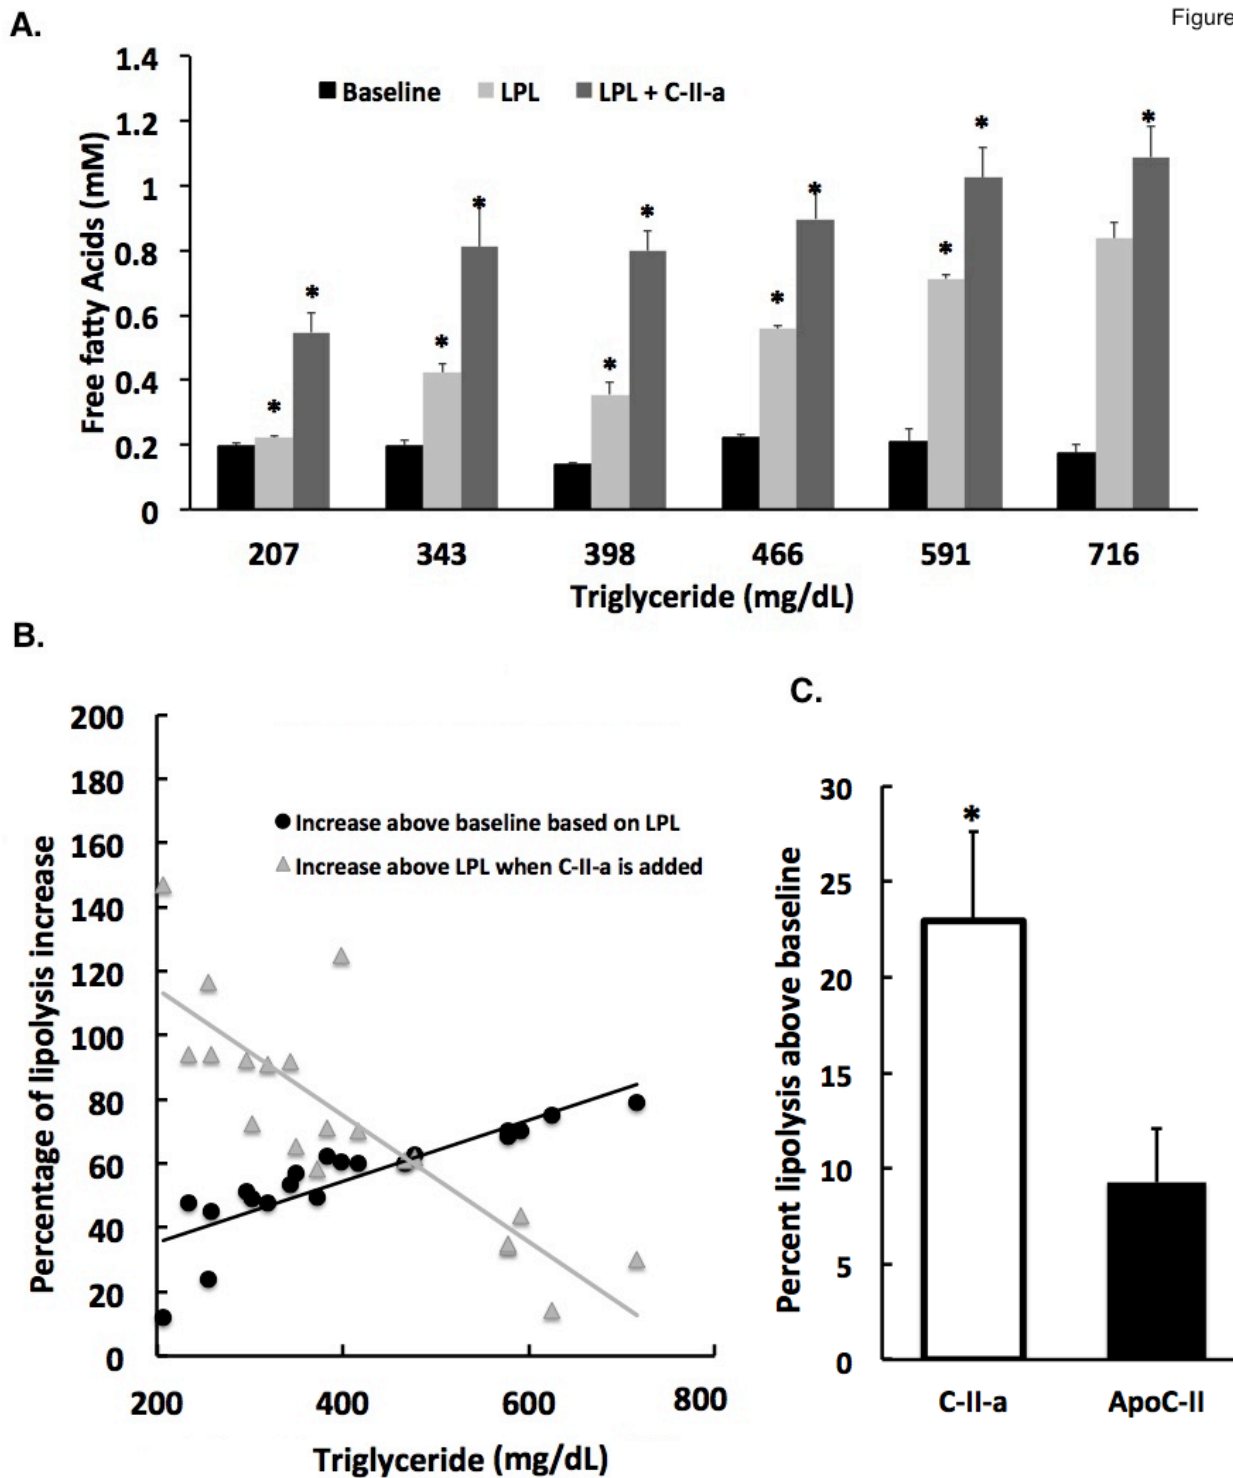 Figure
A.
1.4
1.2
1
0.8
0.6
0.4
0.2
0
Free fatty Acids (mM)
Baseline LPL LPL + C-II-a
* * * * * * * * * * *
207 343 398 466 591 716
Triglyceride (mg/dL)
B.
200
180
160
140
120
100
80
60
40
20
0
Percentage of lipolysis increase
Increase above baseline based on LPL
Increase above LPL when C-II-a is added
200 400 600 800
Triglyceride (mg/dL)
C.
30
25
20
15
10
5
0
Percent lipolysis above baseline
*
C-II-a ApoC-II